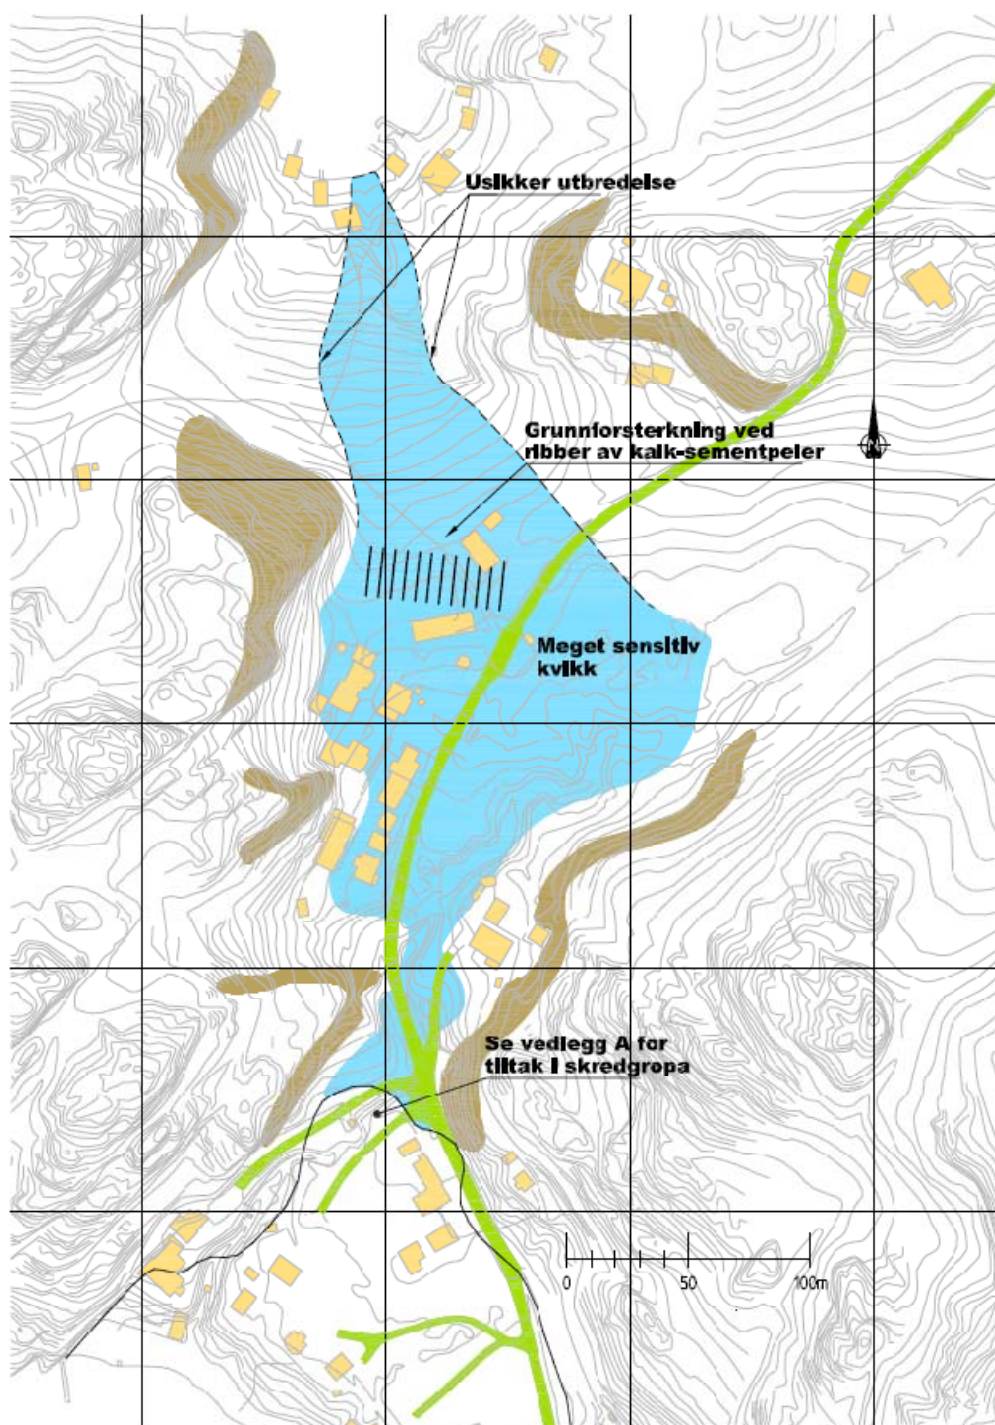 Usikker utbredelse
Grunnforsterkning ved
ribber av kalk-sementpeler
Meget sensitiv
kvikk
Se vedlegg A for
tiltak i skredgropa
N
0 50 100m